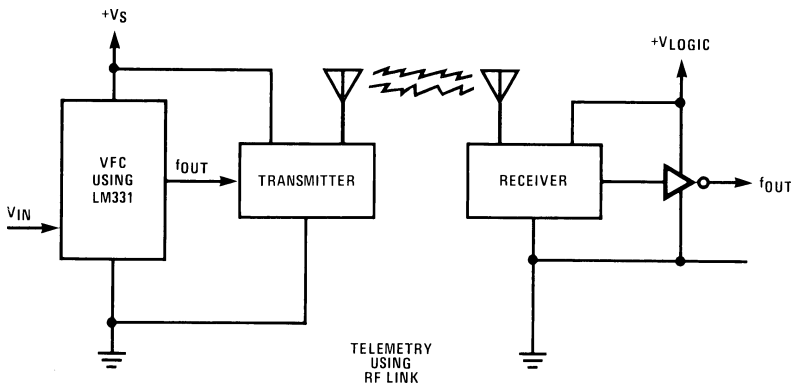 +VS
+VLOGIC
VFC
USING
LM331
fOUT
TRANSMITTER
RECEIVER
fOUT
VIN
TELEMETRY
USING
RF LINK